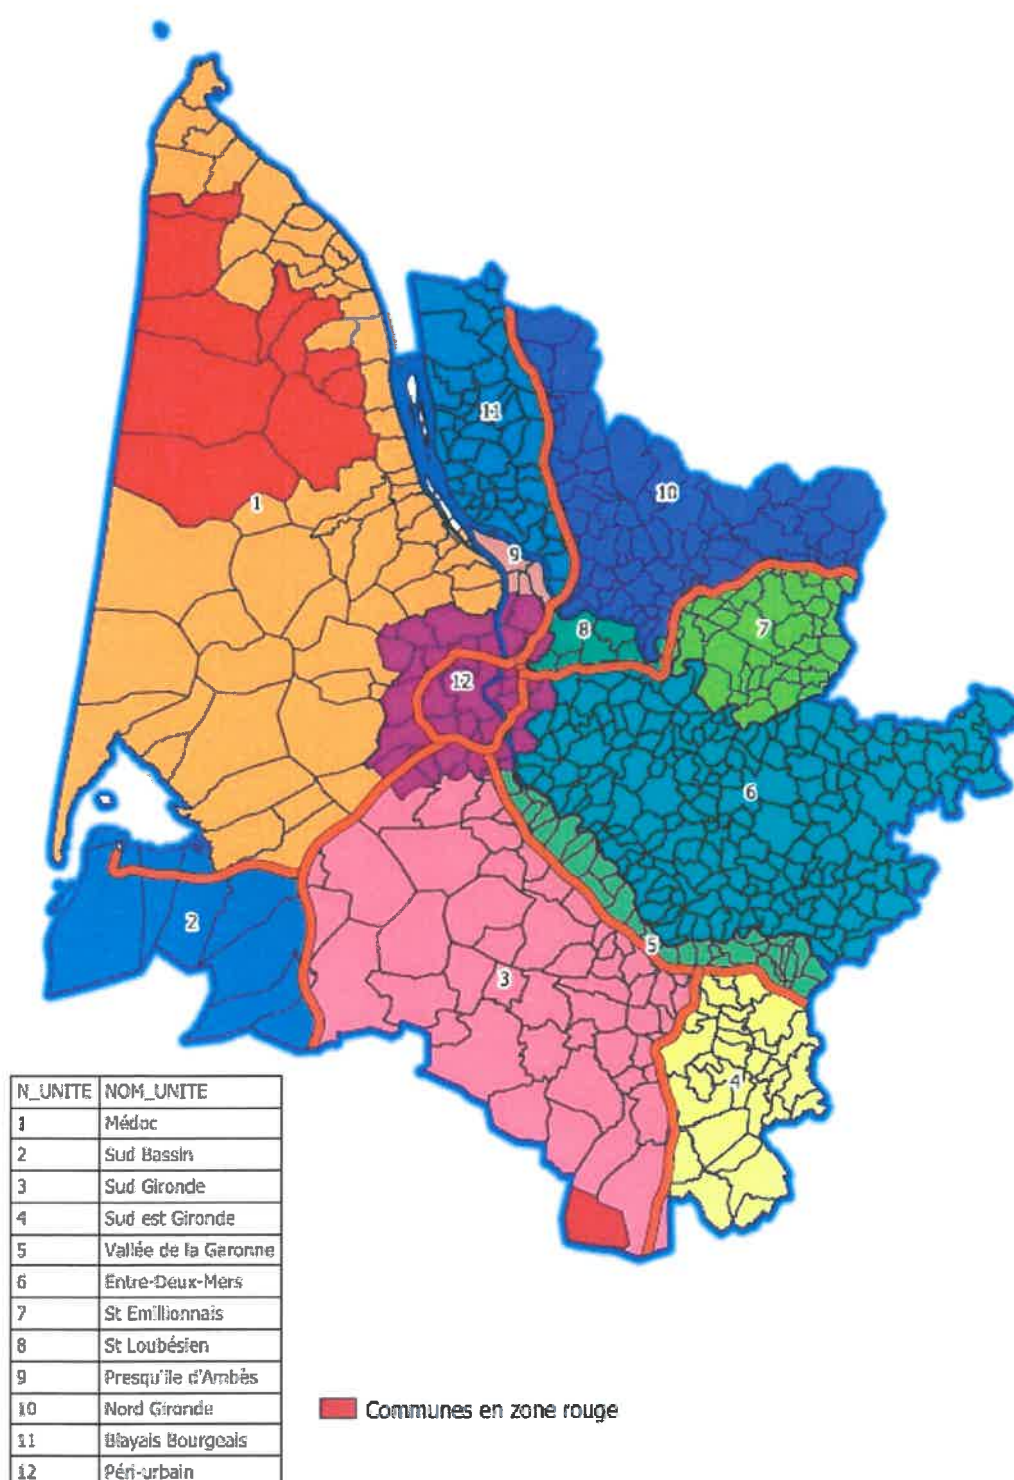 11
10
1
9
8
7
12
6
2
5
3
4
N_UNITE NOM_UNITE
1 Médoc
2 Sud Bassin
3 Sud Gironde
4 Sud est Gironde
5 Vallée de la Garonne
6 Entre-Deux-Mers
7 St Emillionnais
8 St Loubésien
9 Presqu'ile d'Ambès
10 Nord Gironde
11 Blayais Bourgeais
12 Péri-urbain
Communes en zone rouge